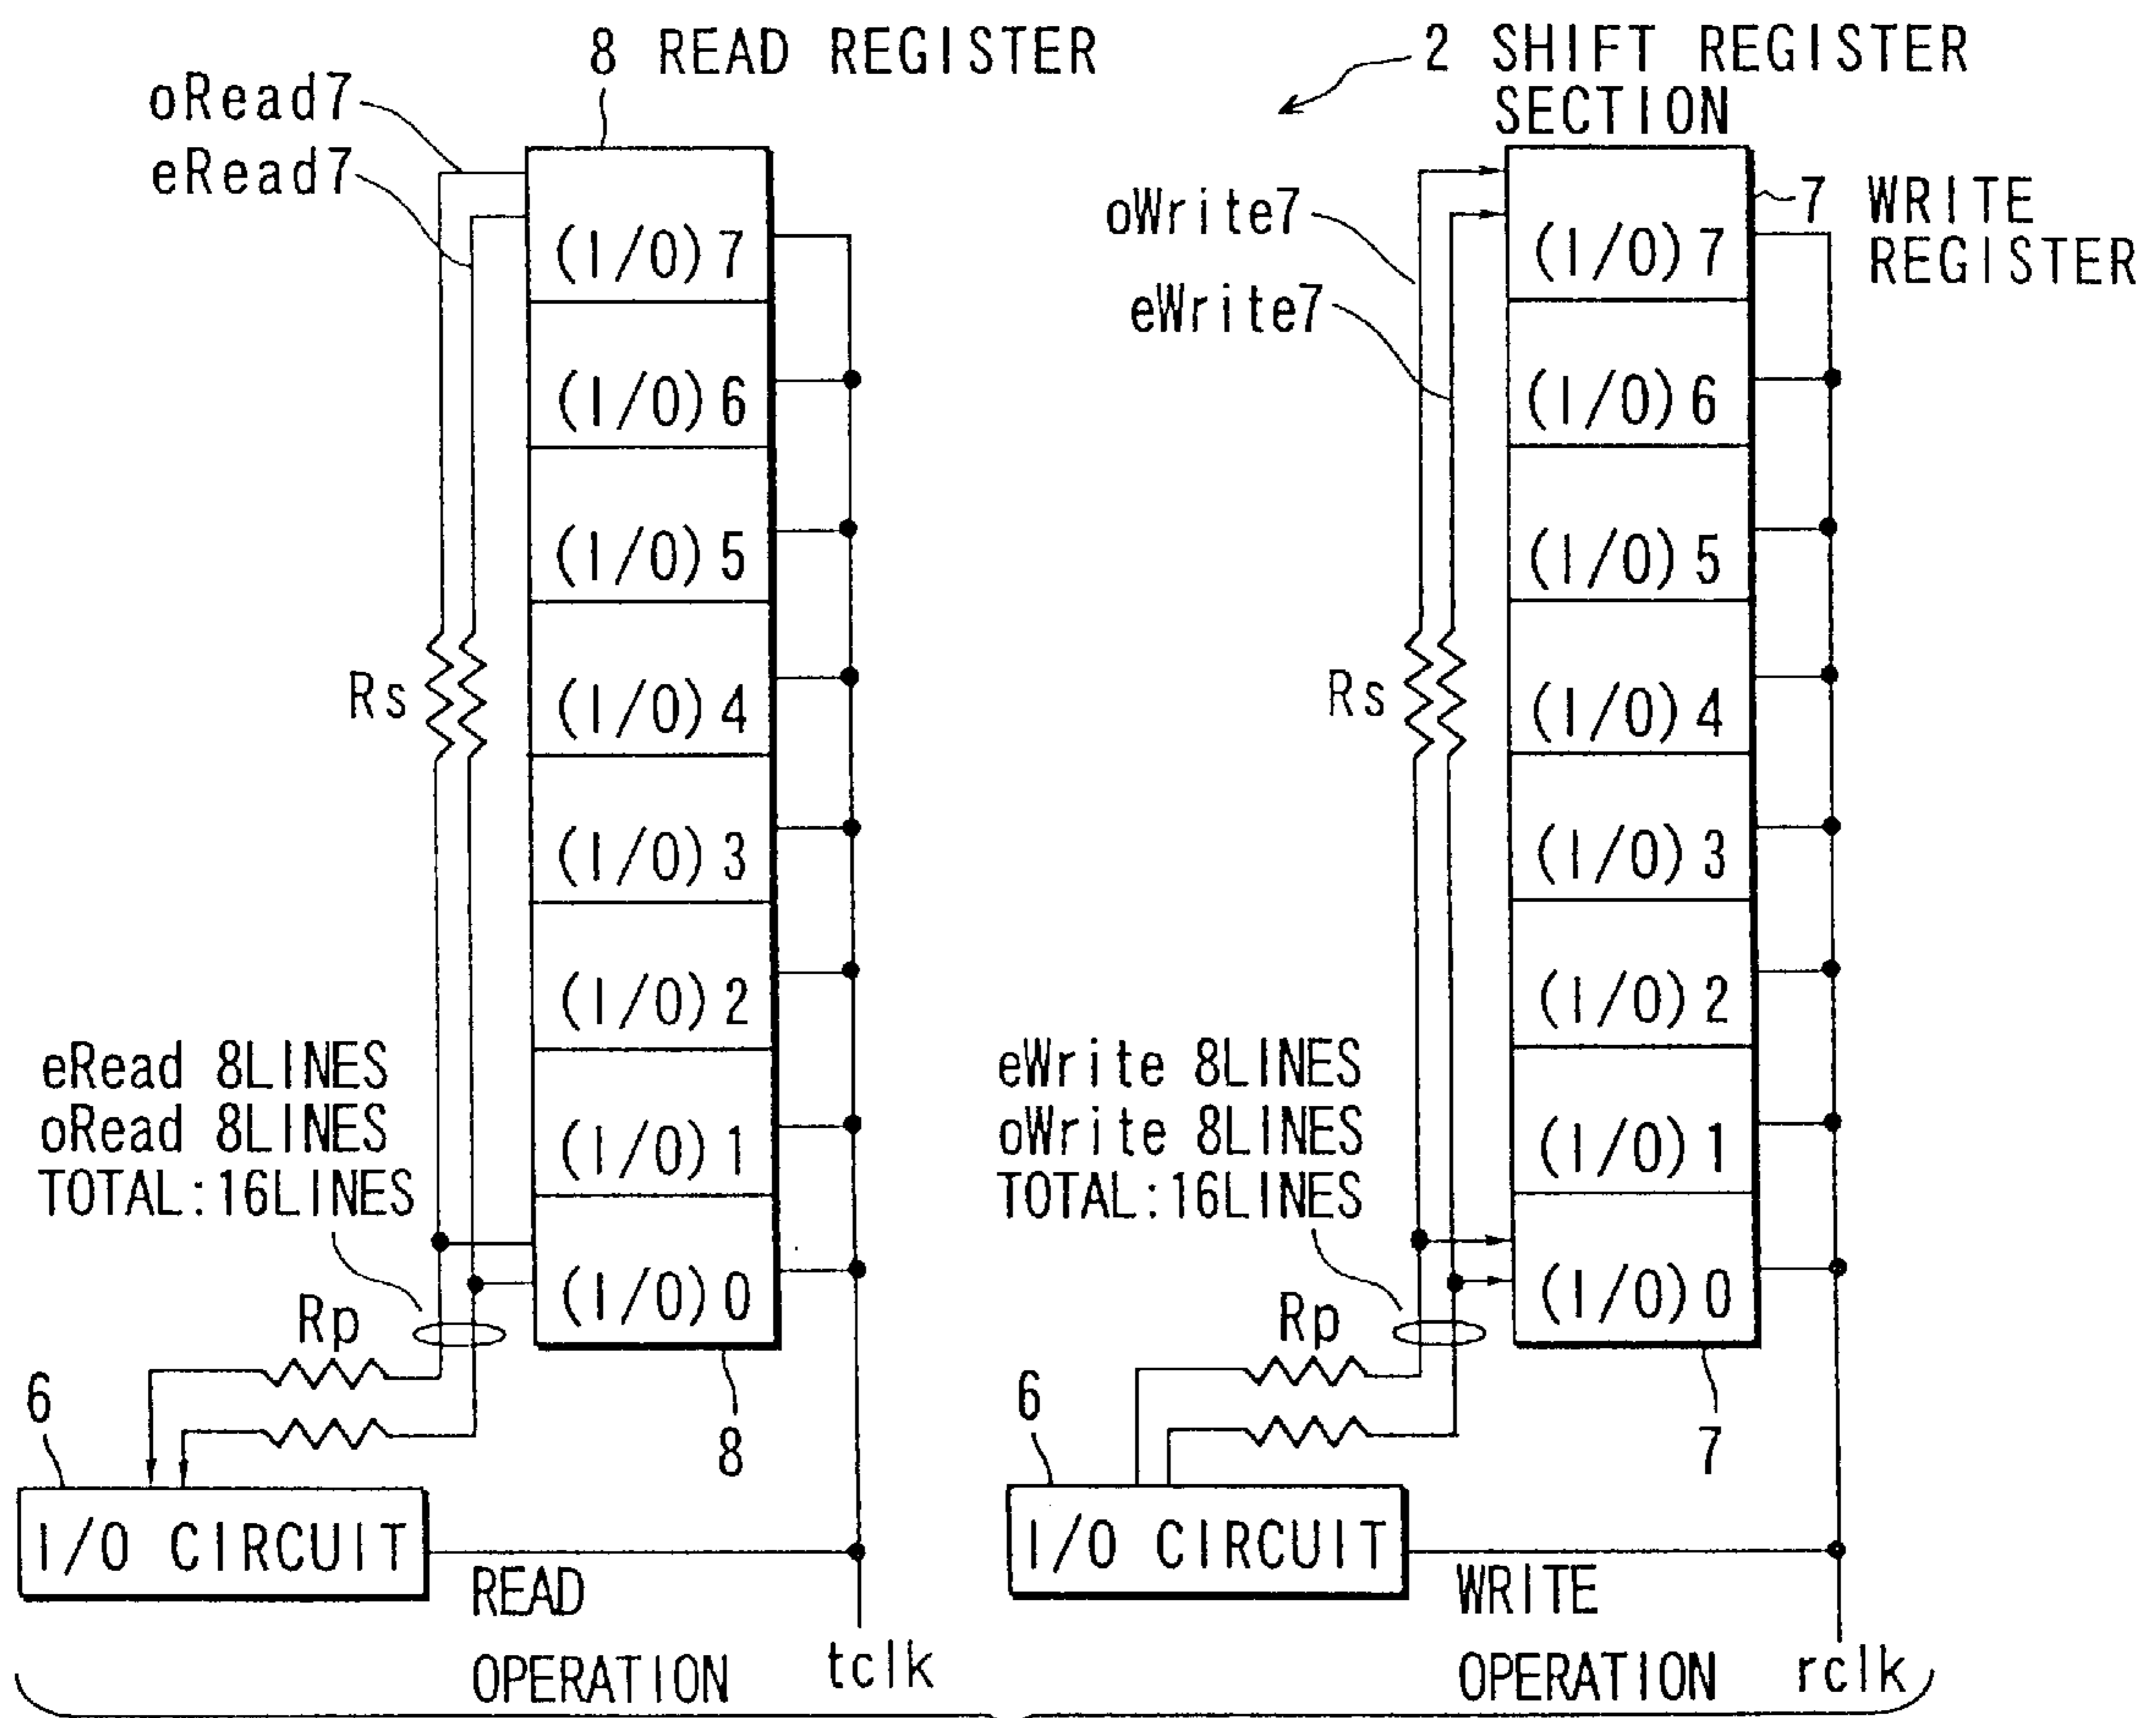 8 READ REGISTER
2 SHIFT REGISTER
SECTION
oRead7
eRead7
7 WRITE
REGISTER
oWrite7
eWrite7
(I/O)7
(I/O)6
(I/O)5
(I/O)4
(I/O)3
(I/O)2
(I/O)1
(I/O)0
Rs
eRead 8LINES
oRead 8LINES
TOTAL:16LINES
Rp
8
6
I/O CIRCUIT
READ
OPERATION
tclk
(I/O)7
(I/O)6
(I/O)5
(I/O)4
(I/O)3
(I/O)2
(I/O)1
(I/O)0
Rs
eWrite 8LINES
oWrite 8LINES
TOTAL:16LINES
Rp
7
6
I/O CIRCUIT
WRITE
OPERATION
rclk